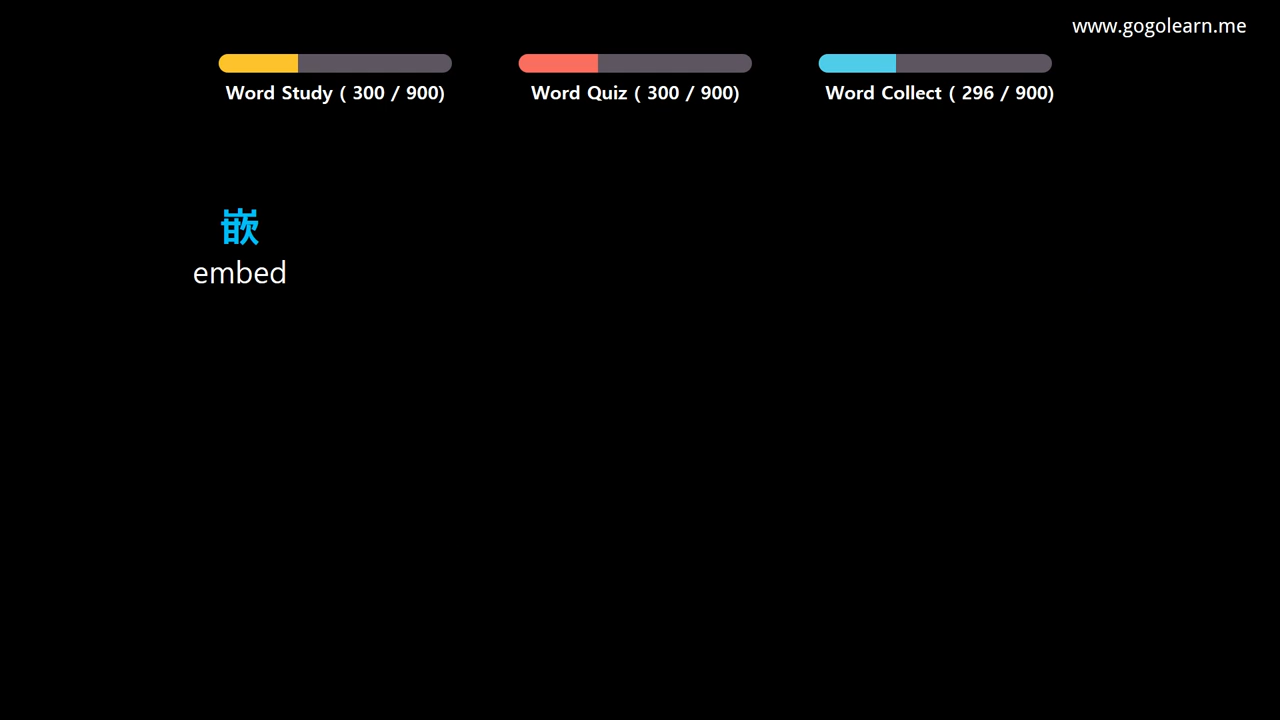 www.gogolearn.me
Word Study ( 300 / 900)
Word Quiz ( 300 / 900)
Word Collect ( 296 / 900)
嵌
embed